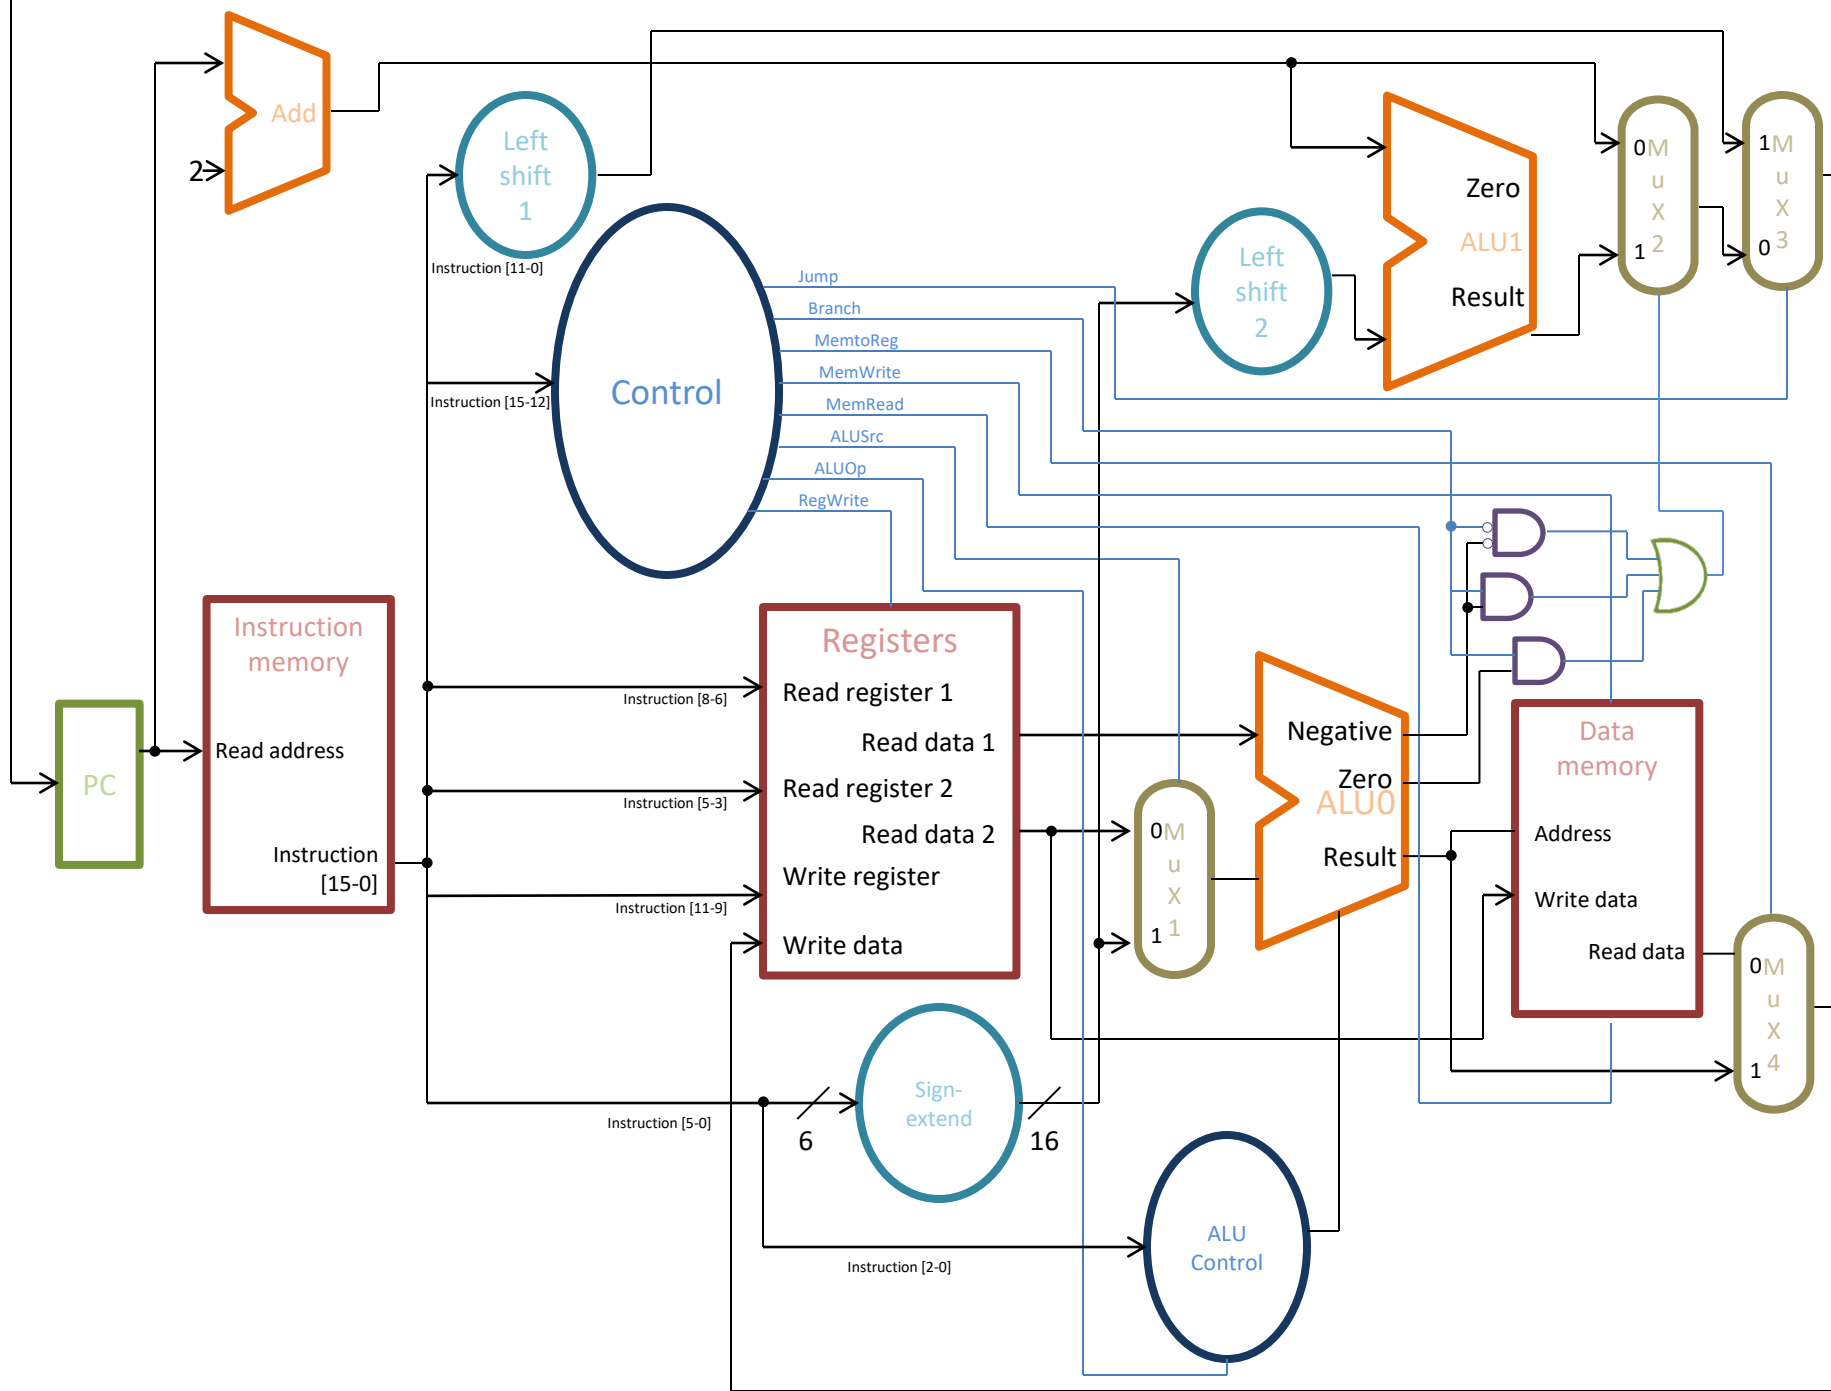 Add
2
Left
shift
1
Instruction [11-0]
Control
Instruction [15-12]
Jump
Branch
MemtoReg
MemWrite
MemRead
ALUSrc
ALUOp
RegWrite
Left
shift
2
Zero
ALU1
Result
0 M
u
X
1 2
1 M
u
X
0 3
PC
Instruction
memory
Read address
Instruction
[15-0]
Instruction [8-6]
Instruction [5-3]
Instruction [11-9]
Instruction [5-0]
Registers
Read register 1
Read data 1
Read register 2
Read data 2
Write register
Write data
0 M
u
X
1 1
Negative
Zero
ALU0
Result
Data
memory
Address
Write data
Read data
0 M
u
X
1 4
6
Sign-
extend
16
Instruction [2-0]
ALU
Control